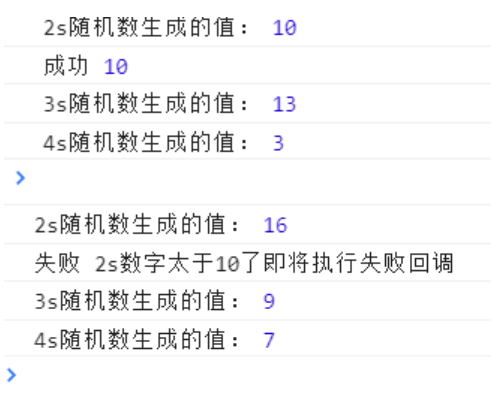 2s随机数生成的值： 10
成功 10
3s随机数生成的值： 13
4s随机数生成的值： 3
2s随机数生成的值： 16
失败 2s数字太于10了即将执行失败回调
3s随机数生成的值： 9
4s随机数生成的值： 7